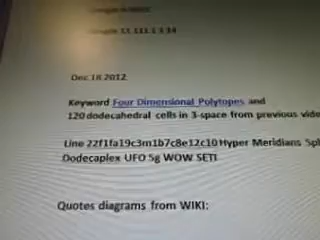 Dec 18 2012
Keyword Four Dimensional Polytopes and
120 dodecahedral cells in 3-space from previous vide
Line 22f1fa19c3m1b7c8e12c10 Hyper Meridians Sph
Dodecaplex UFO 5g WOW SETI
Quotes diagrams from WIKI: